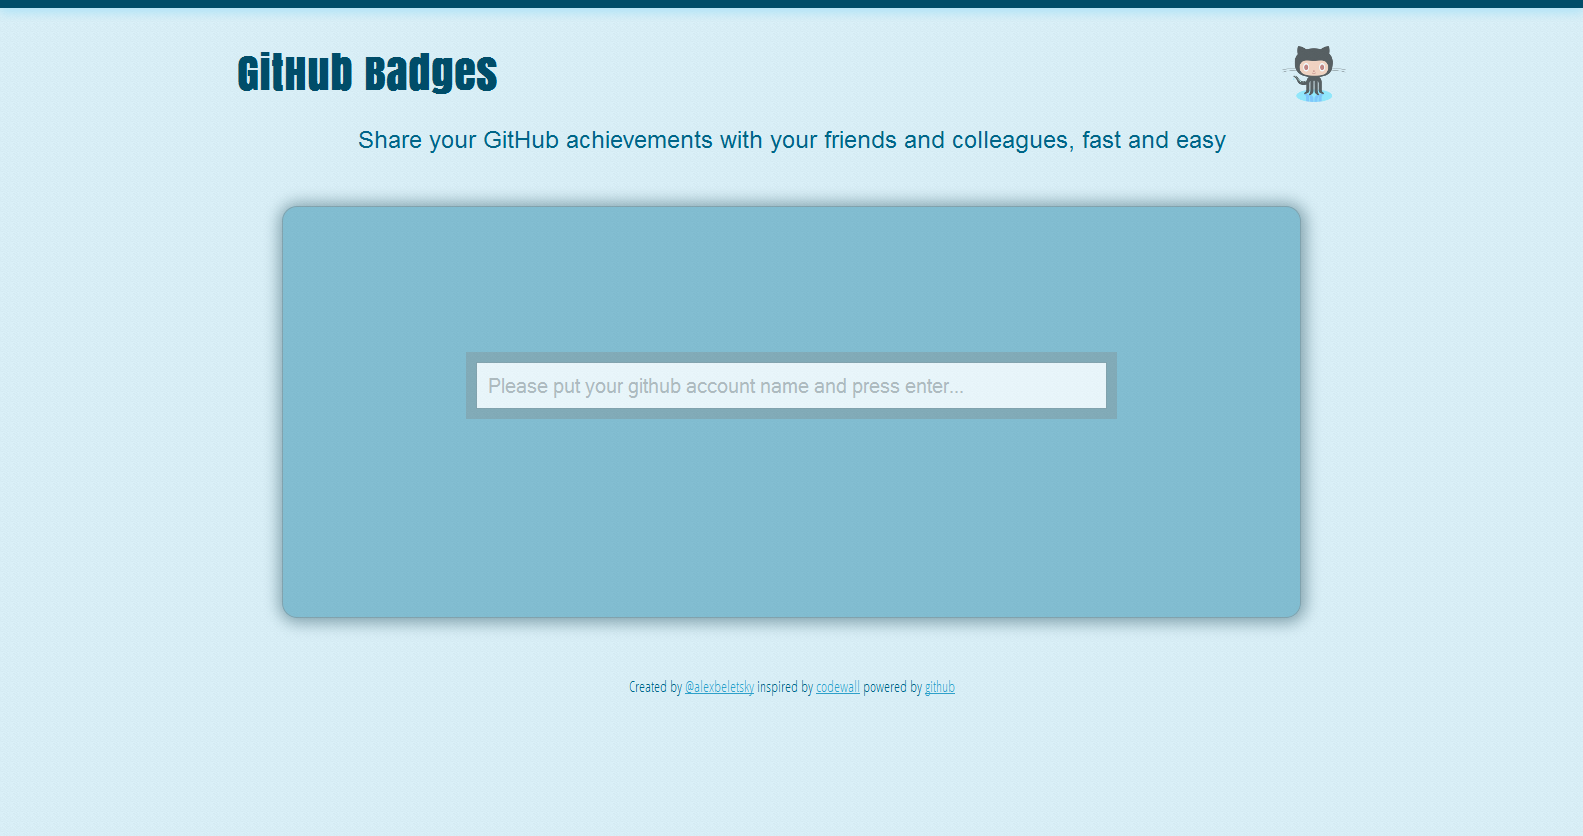 GitHub Badges
Share your GitHub achievements with your friends and colleagues, fast and easy
Please put your github account name and press enter...
Created by @alexbeletsky inspired by codewall powered by github